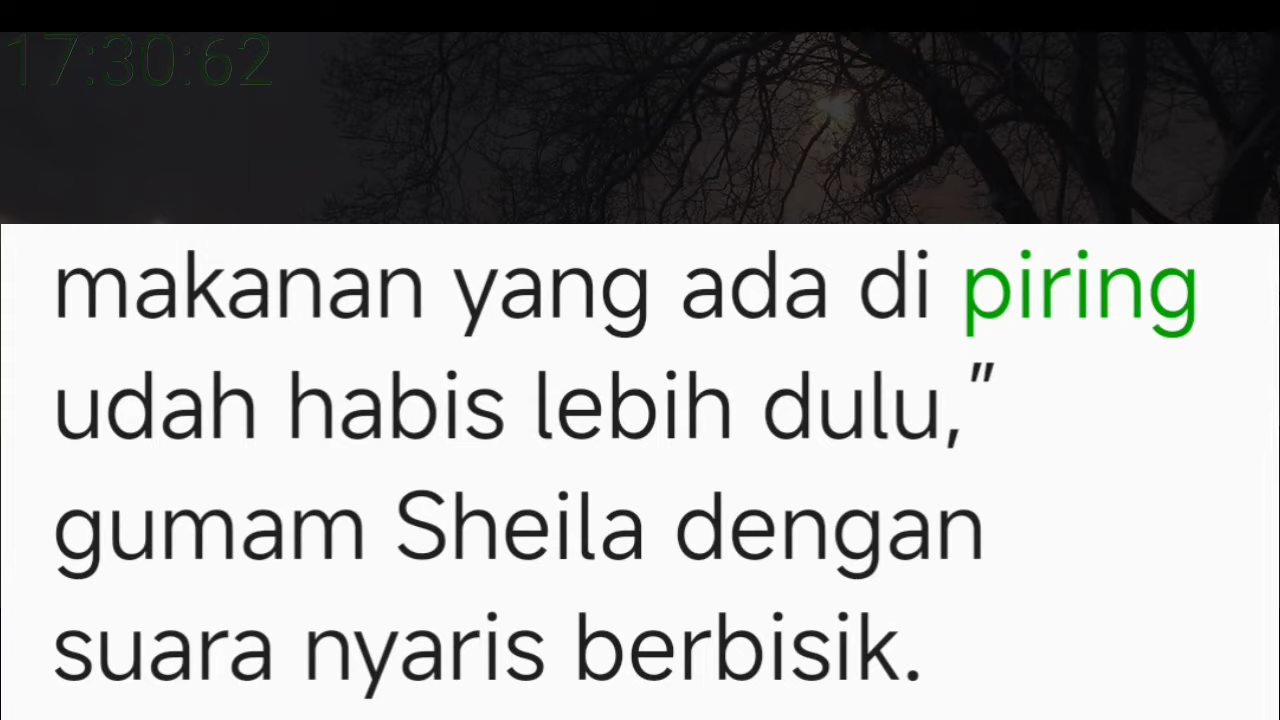 17:30:62
makanan yang ada di piring
udah habis lebih dulu,”
gumam Sheila dengan
suara nyaris berbisik.